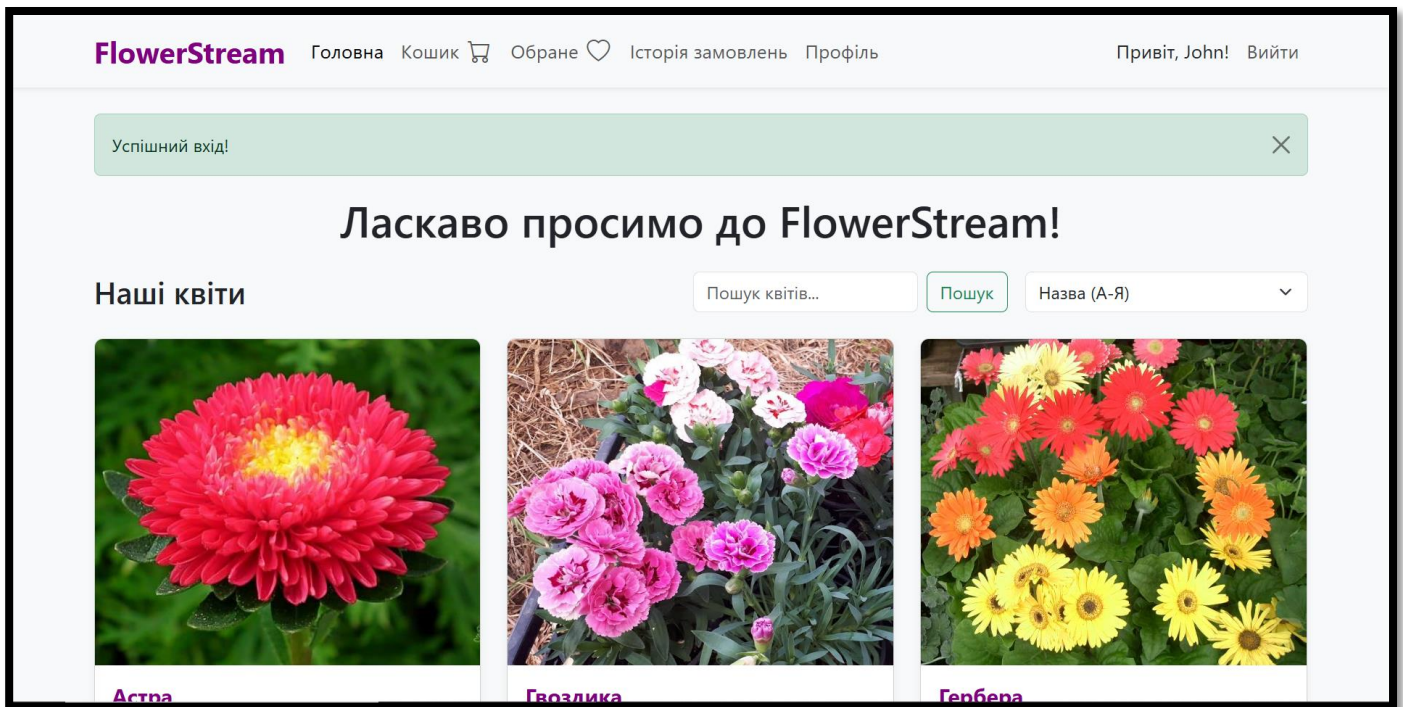 FlowerStream Головна Кошик Обране Історія замовлень Профіль Привіт, John! Вийти
Успішний вхід!
Ласкаво просимо до FlowerStream!
Наші квіти Пошук квітів... Пошук Назва (А-Я)
Астра Гвоздика Гербера